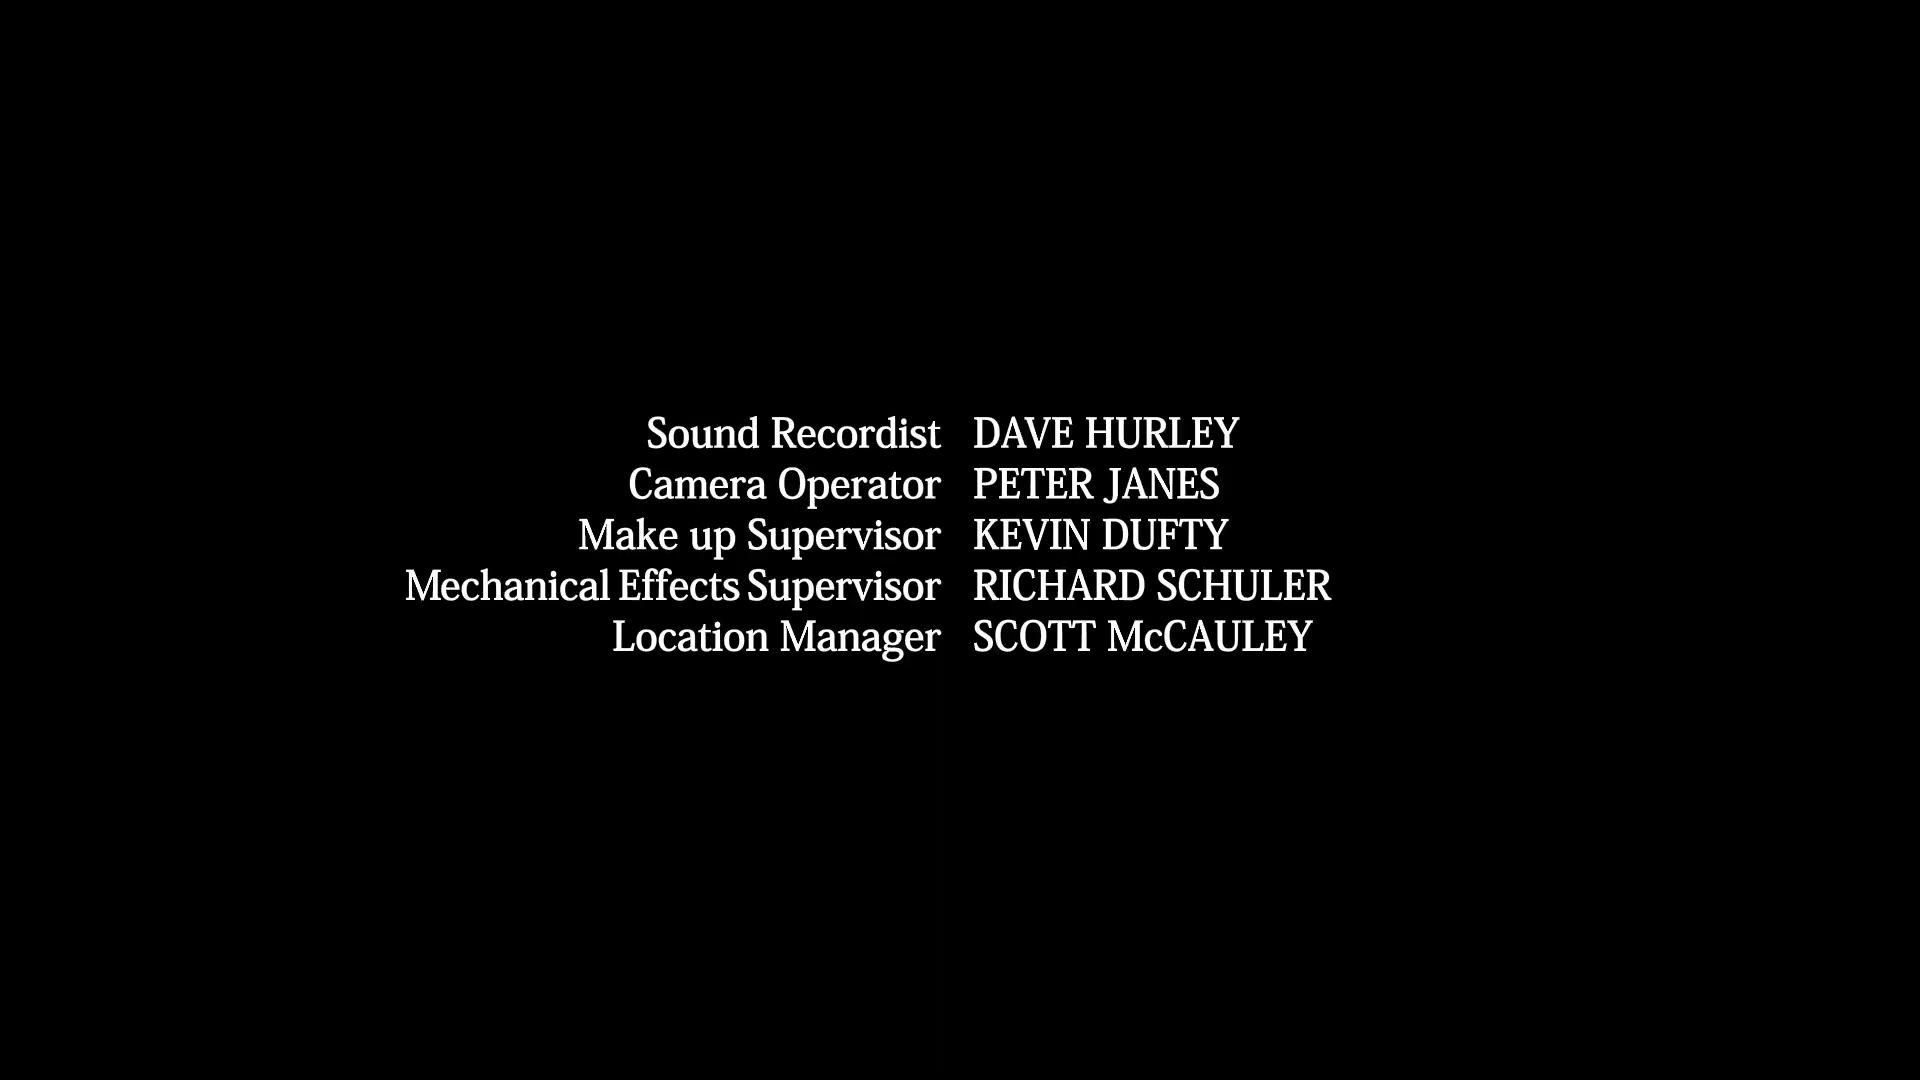 Sound Recordist DAVE HURLEY
Camera Operator PETER JANES
Make up Supervisor KEVIN DUFTY
Mechanical Effects Supervisor RICHARD SCHULER
Location Manager SCOTT McCAULEY